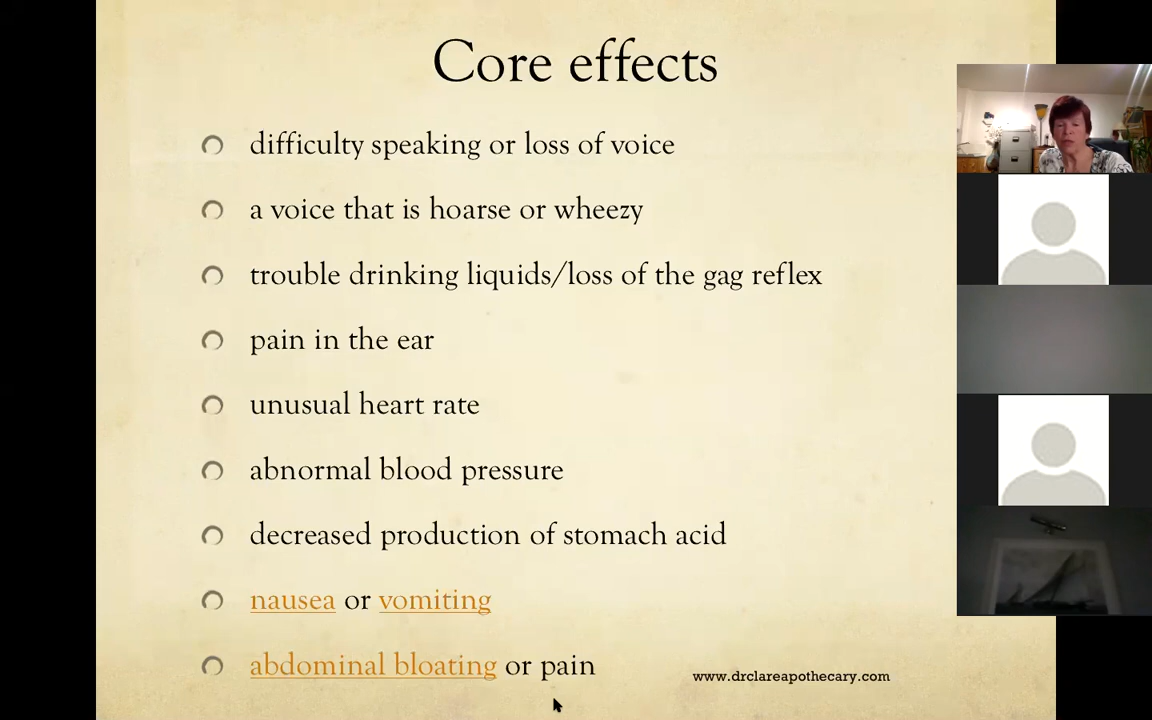 Core effects
difficulty speaking or loss of voice
a voice that is hoarse or wheezy
trouble drinking liquids/loss of the gag reflex
pain in the ear
unusual heart rate
abnormal blood pressure
decreased production of stomach acid
nausea or vomiting
abdominal bloating or pain
www.drclareapothecary.com